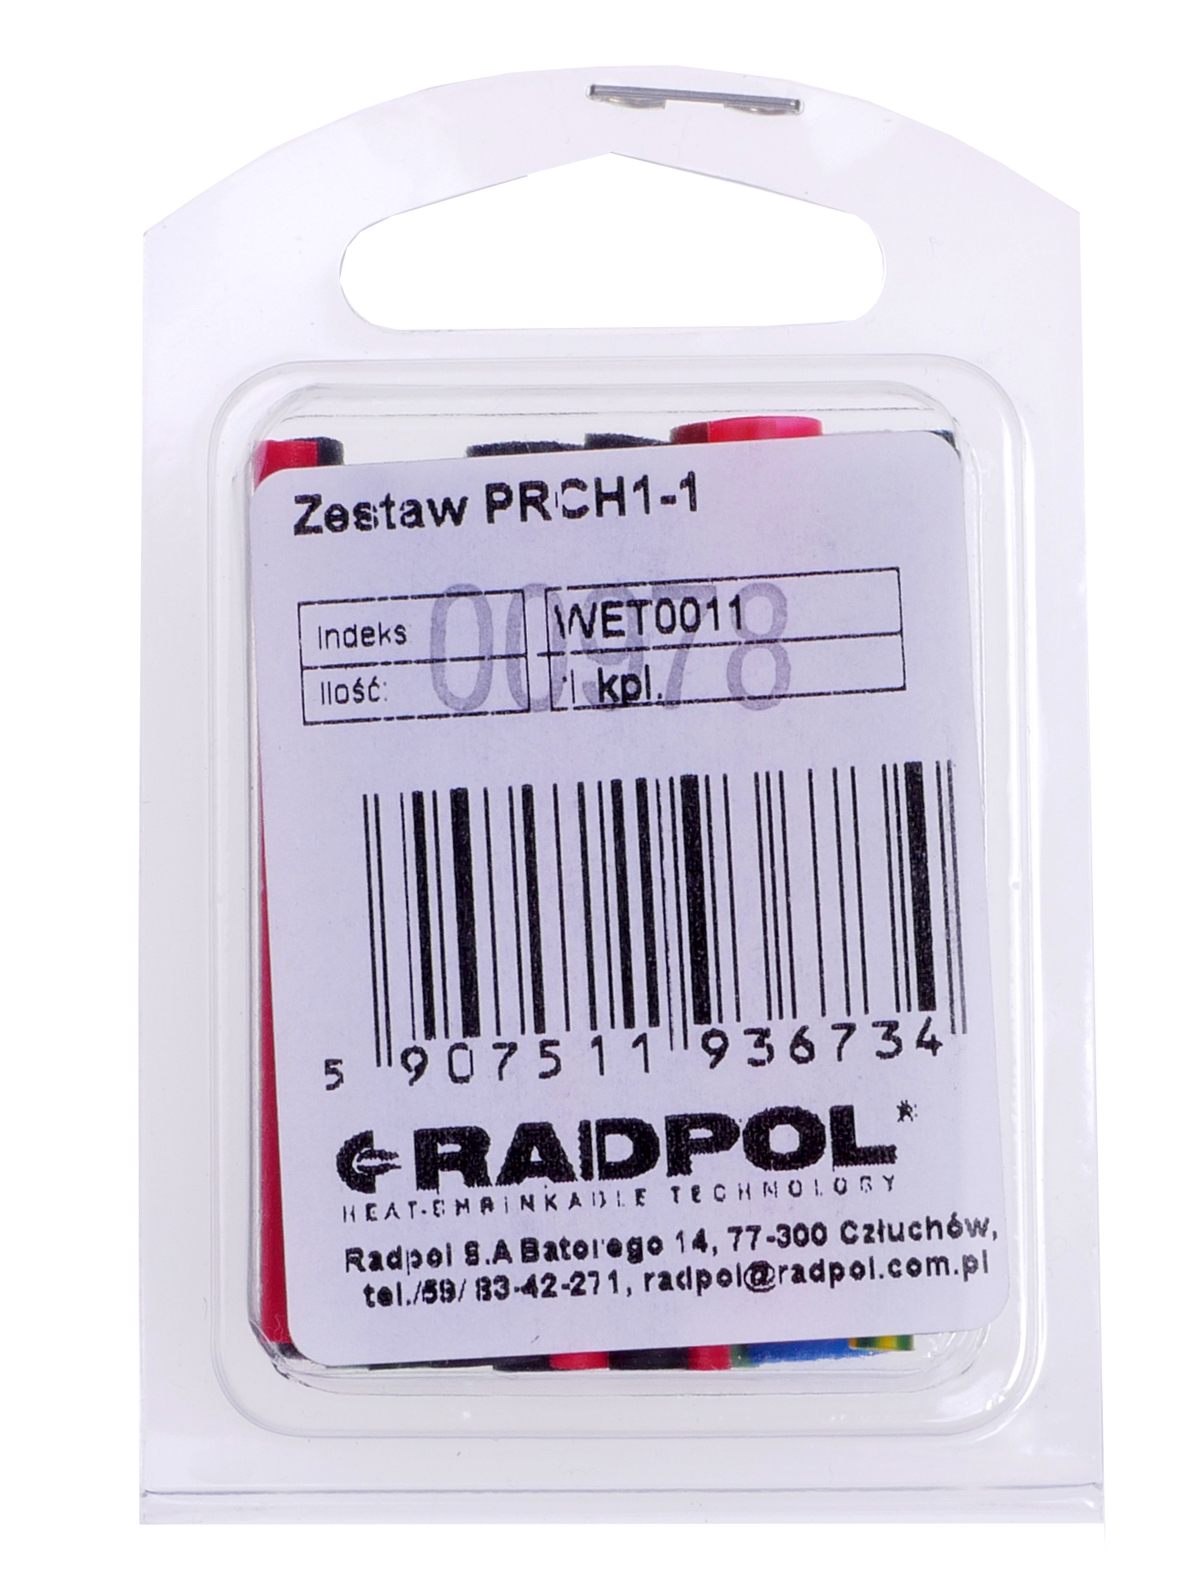 Zestaw PRCH1-1
00978
Indeks WET0011
Ilość: 1 kpl.
5 907511 936734
RADPOL
HEAT-SHRINKABLE TECHNOLOGY
Radpol S.A Batorego 14, 77-300 Człuchów,
tel./59/ 83-42-271, radpol@radpol.com.pl